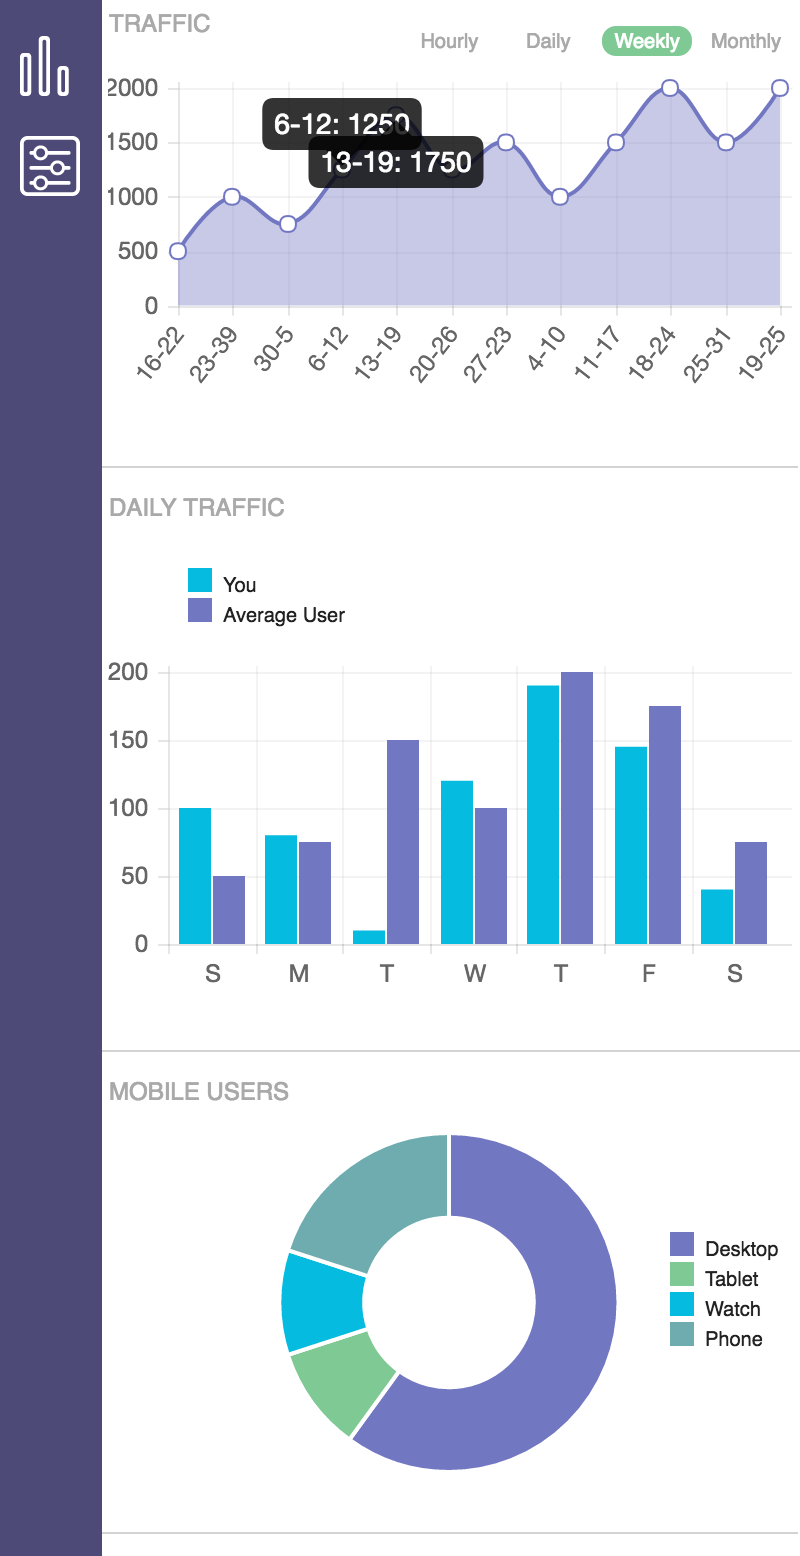 TRAFFIC
Hourly Daily Weekly Monthly
2000
1500
1000
500
0
6-12: 1250
13-19: 1750
16-22 23-39 30-5 6-12 13-19 20-26 27-23 4-10 11-17 18-24 25-31 19-25
DAILY TRAFFIC
You
Average User
200
150
100
50
0
S M T W T F S
MOBILE USERS
Desktop
Tablet
Watch
Phone